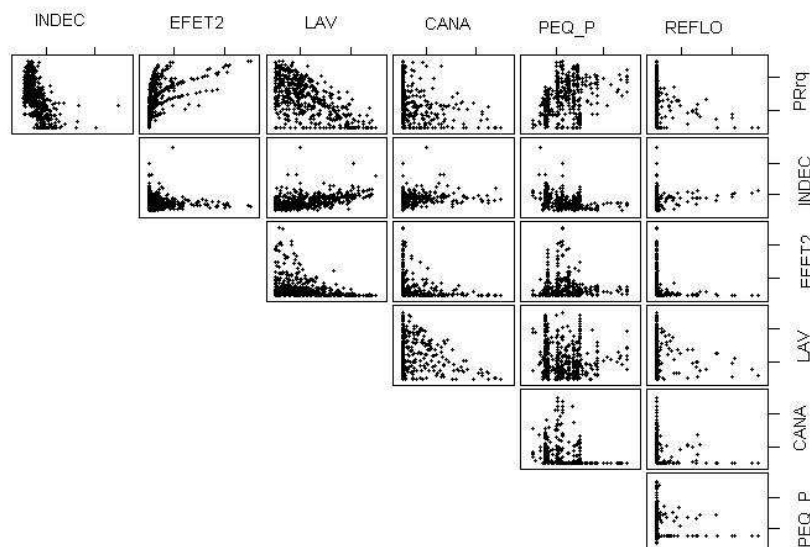 INDEC EFET2 LAV CANA PEQ_P REFLO
PRrq
INDEC
EFET2
LAV
CANA
PEQ_P